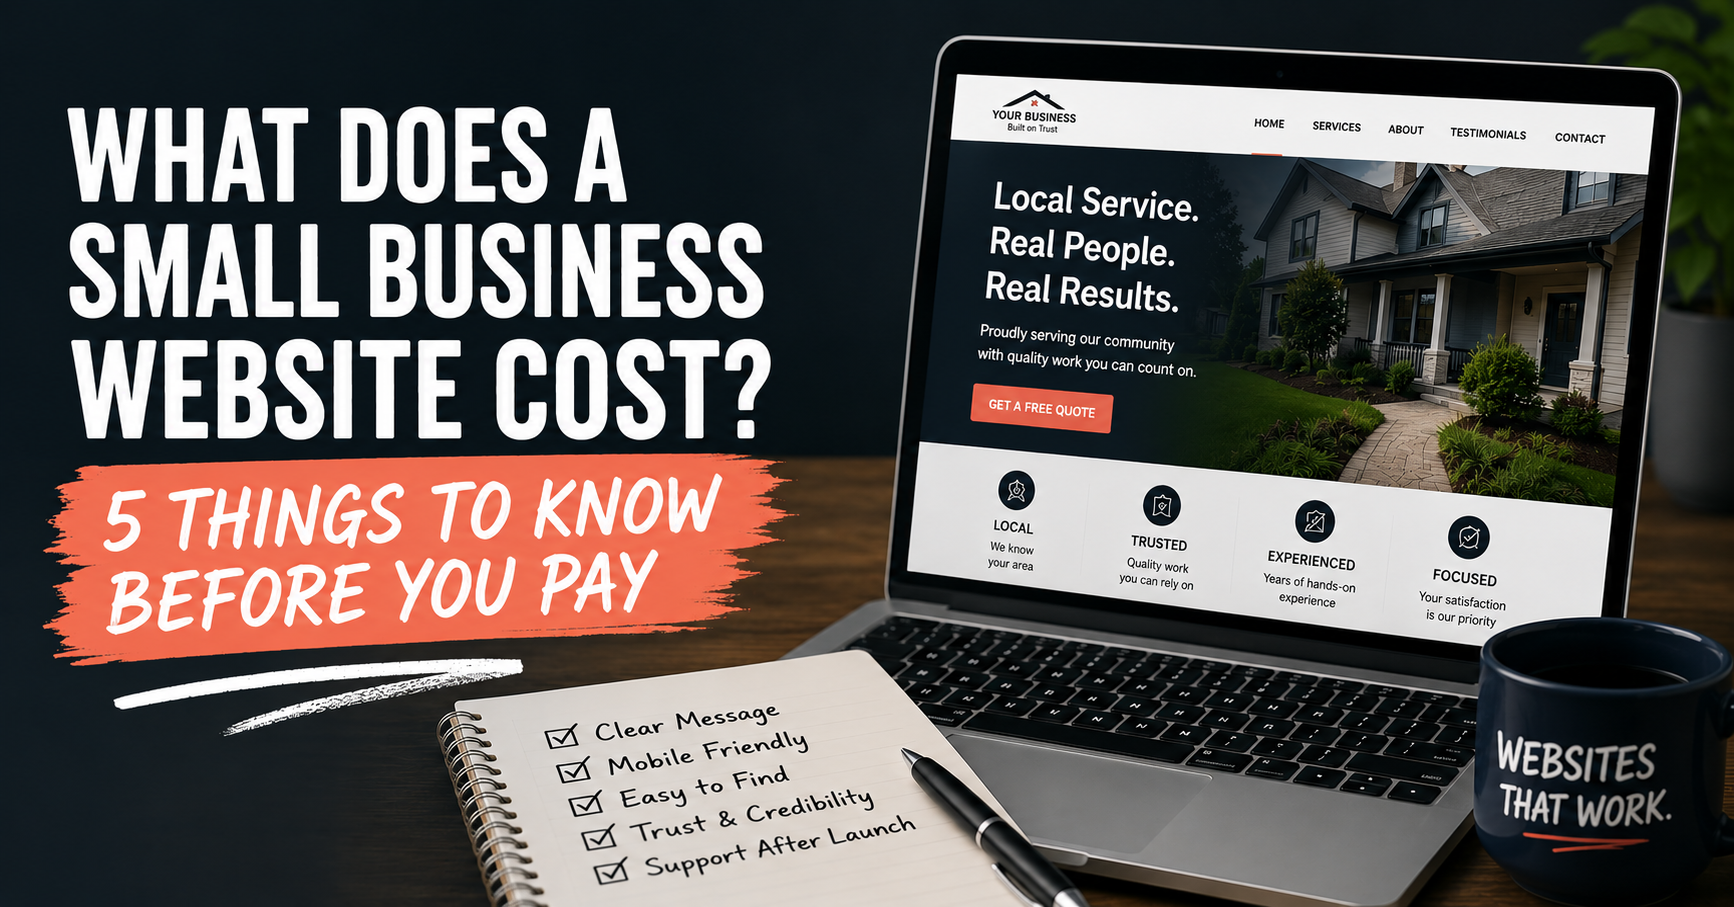 WHAT DOES A
SMALL BUSINESS
WEBSITE COST?
5 THINGS TO KNOW
BEFORE YOU PAY
YOUR BUSINESS
Built on Trust
HOME SERVICES ABOUT TESTIMONIALS CONTACT
Local Service.
Real People.
Real Results.
Proudly serving our community
with quality work you can count on.
GET A FREE QUOTE
LOCAL
We know
your area
TRUSTED
Quality work
you can rely on
EXPERIENCED
Years of hands-on
experience
FOCUSED
Your satisfaction
is our priority
Clear Message
Mobile Friendly
Easy to Find
Trust & Credibility
Support After Launch
WEBSITES
THAT WORK.